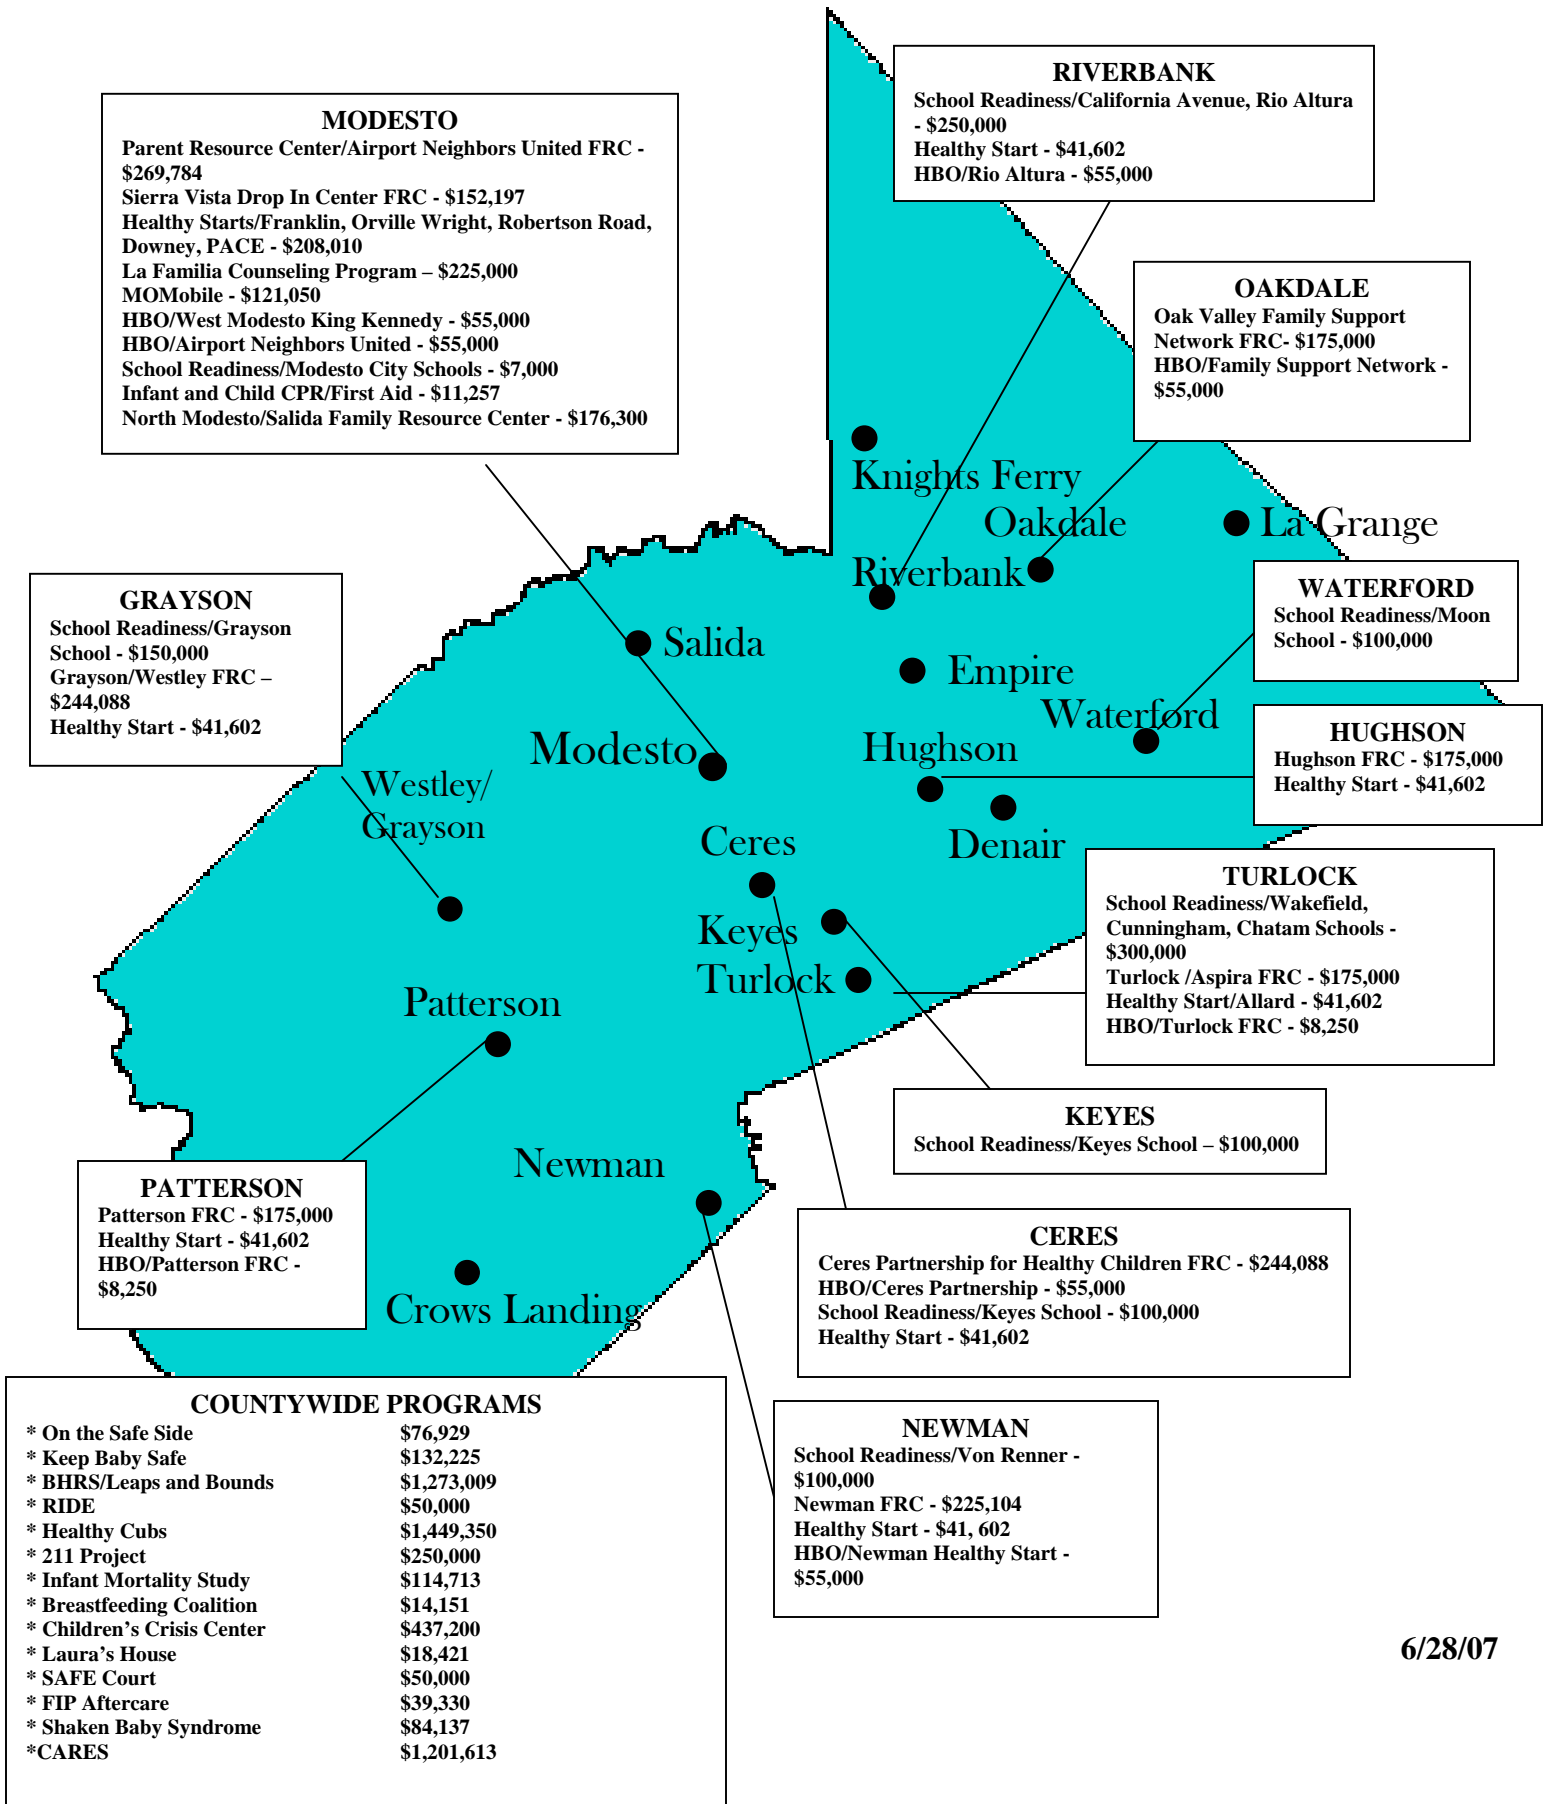 RIVERBANK
School Readiness/California Avenue, Rio Altura
- $250,000
Healthy Start - $41,602
HBO/Rio Altura - $55,000
MODESTO
Parent Resource Center/Airport Neighbors United FRC -
$269,784
Sierra Vista Drop In Center FRC - $152,197
Healthy Starts/Franklin, Orville Wright, Robertson Road,
Downey, PACE - $208,010
La Familia Counseling Program – $225,000
MOMobile - $121,050
HBO/West Modesto King Kennedy - $55,000
HBO/Airport Neighbors United - $55,000
School Readiness/Modesto City Schools - $7,000
Infant and Child CPR/First Aid - $11,257
North Modesto/Salida Family Resource Center - $176,300
OAKDALE
Oak Valley Family Support
Network FRC- $175,000
HBO/Family Support Network -
$55,000
Knights Ferry
Oakdale
La Grange
Riverbank
GRAYSON
School Readiness/Grayson
School - $150,000
Grayson/Westley FRC –
$244,088
Healthy Start - $41,602
WATERFORD
School Readiness/Moon
School - $100,000
Salida
Empire
Waterford
HUGHSON
Hughson FRC - $175,000
Healthy Start - $41,602
Modesto
Hughson
Westley/
Grayson
Ceres
Denair
TURLOCK
School Readiness/Wakefield,
Cunningham, Chatam Schools -
$300,000
Turlock /Aspira FRC - $175,000
Healthy Start/Allard - $41,602
HBO/Turlock FRC - $8,250
Keyes
Turlock
Patterson
KEYES
School Readiness/Keyes School – $100,000
Newman
PATTERSON
Patterson FRC - $175,000
Healthy Start - $41,602
HBO/Patterson FRC -
$8,250
CERES
Ceres Partnership for Healthy Children FRC - $244,088
HBO/Ceres Partnership - $55,000
School Readiness/Keyes School - $100,000
Healthy Start - $41,602
Crows Landing
COUNTYWIDE PROGRAMS
* On the Safe Side $76,929
* Keep Baby Safe $132,225
* BHRS/Leaps and Bounds $1,273,009
* RIDE $50,000
* Healthy Cubs $1,449,350
* 211 Project $250,000
* Infant Mortality Study $114,713
* Breastfeeding Coalition $14,151
* Children’s Crisis Center $437,200
* Laura’s House $18,421
* SAFE Court $50,000
* FIP Aftercare $39,330
* Shaken Baby Syndrome $84,137
*CARES $1,201,613
NEWMAN
School Readiness/Von Renner -
$100,000
Newman FRC - $225,104
Healthy Start - $41, 602
HBO/Newman Healthy Start -
$55,000
6/28/07